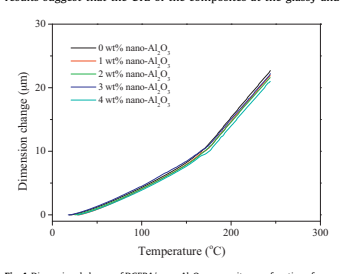 results suggest that the CTE of the composites at the glassy and
30
0 wt% nano-Al2O3
1 wt% nano-Al2O3
2 wt% nano-Al2O3
3 wt% nano-Al2O3
4 wt% nano-Al2O3
20
10
0
Dimension change (μm)
0 100 200 300
Temperature (°C)